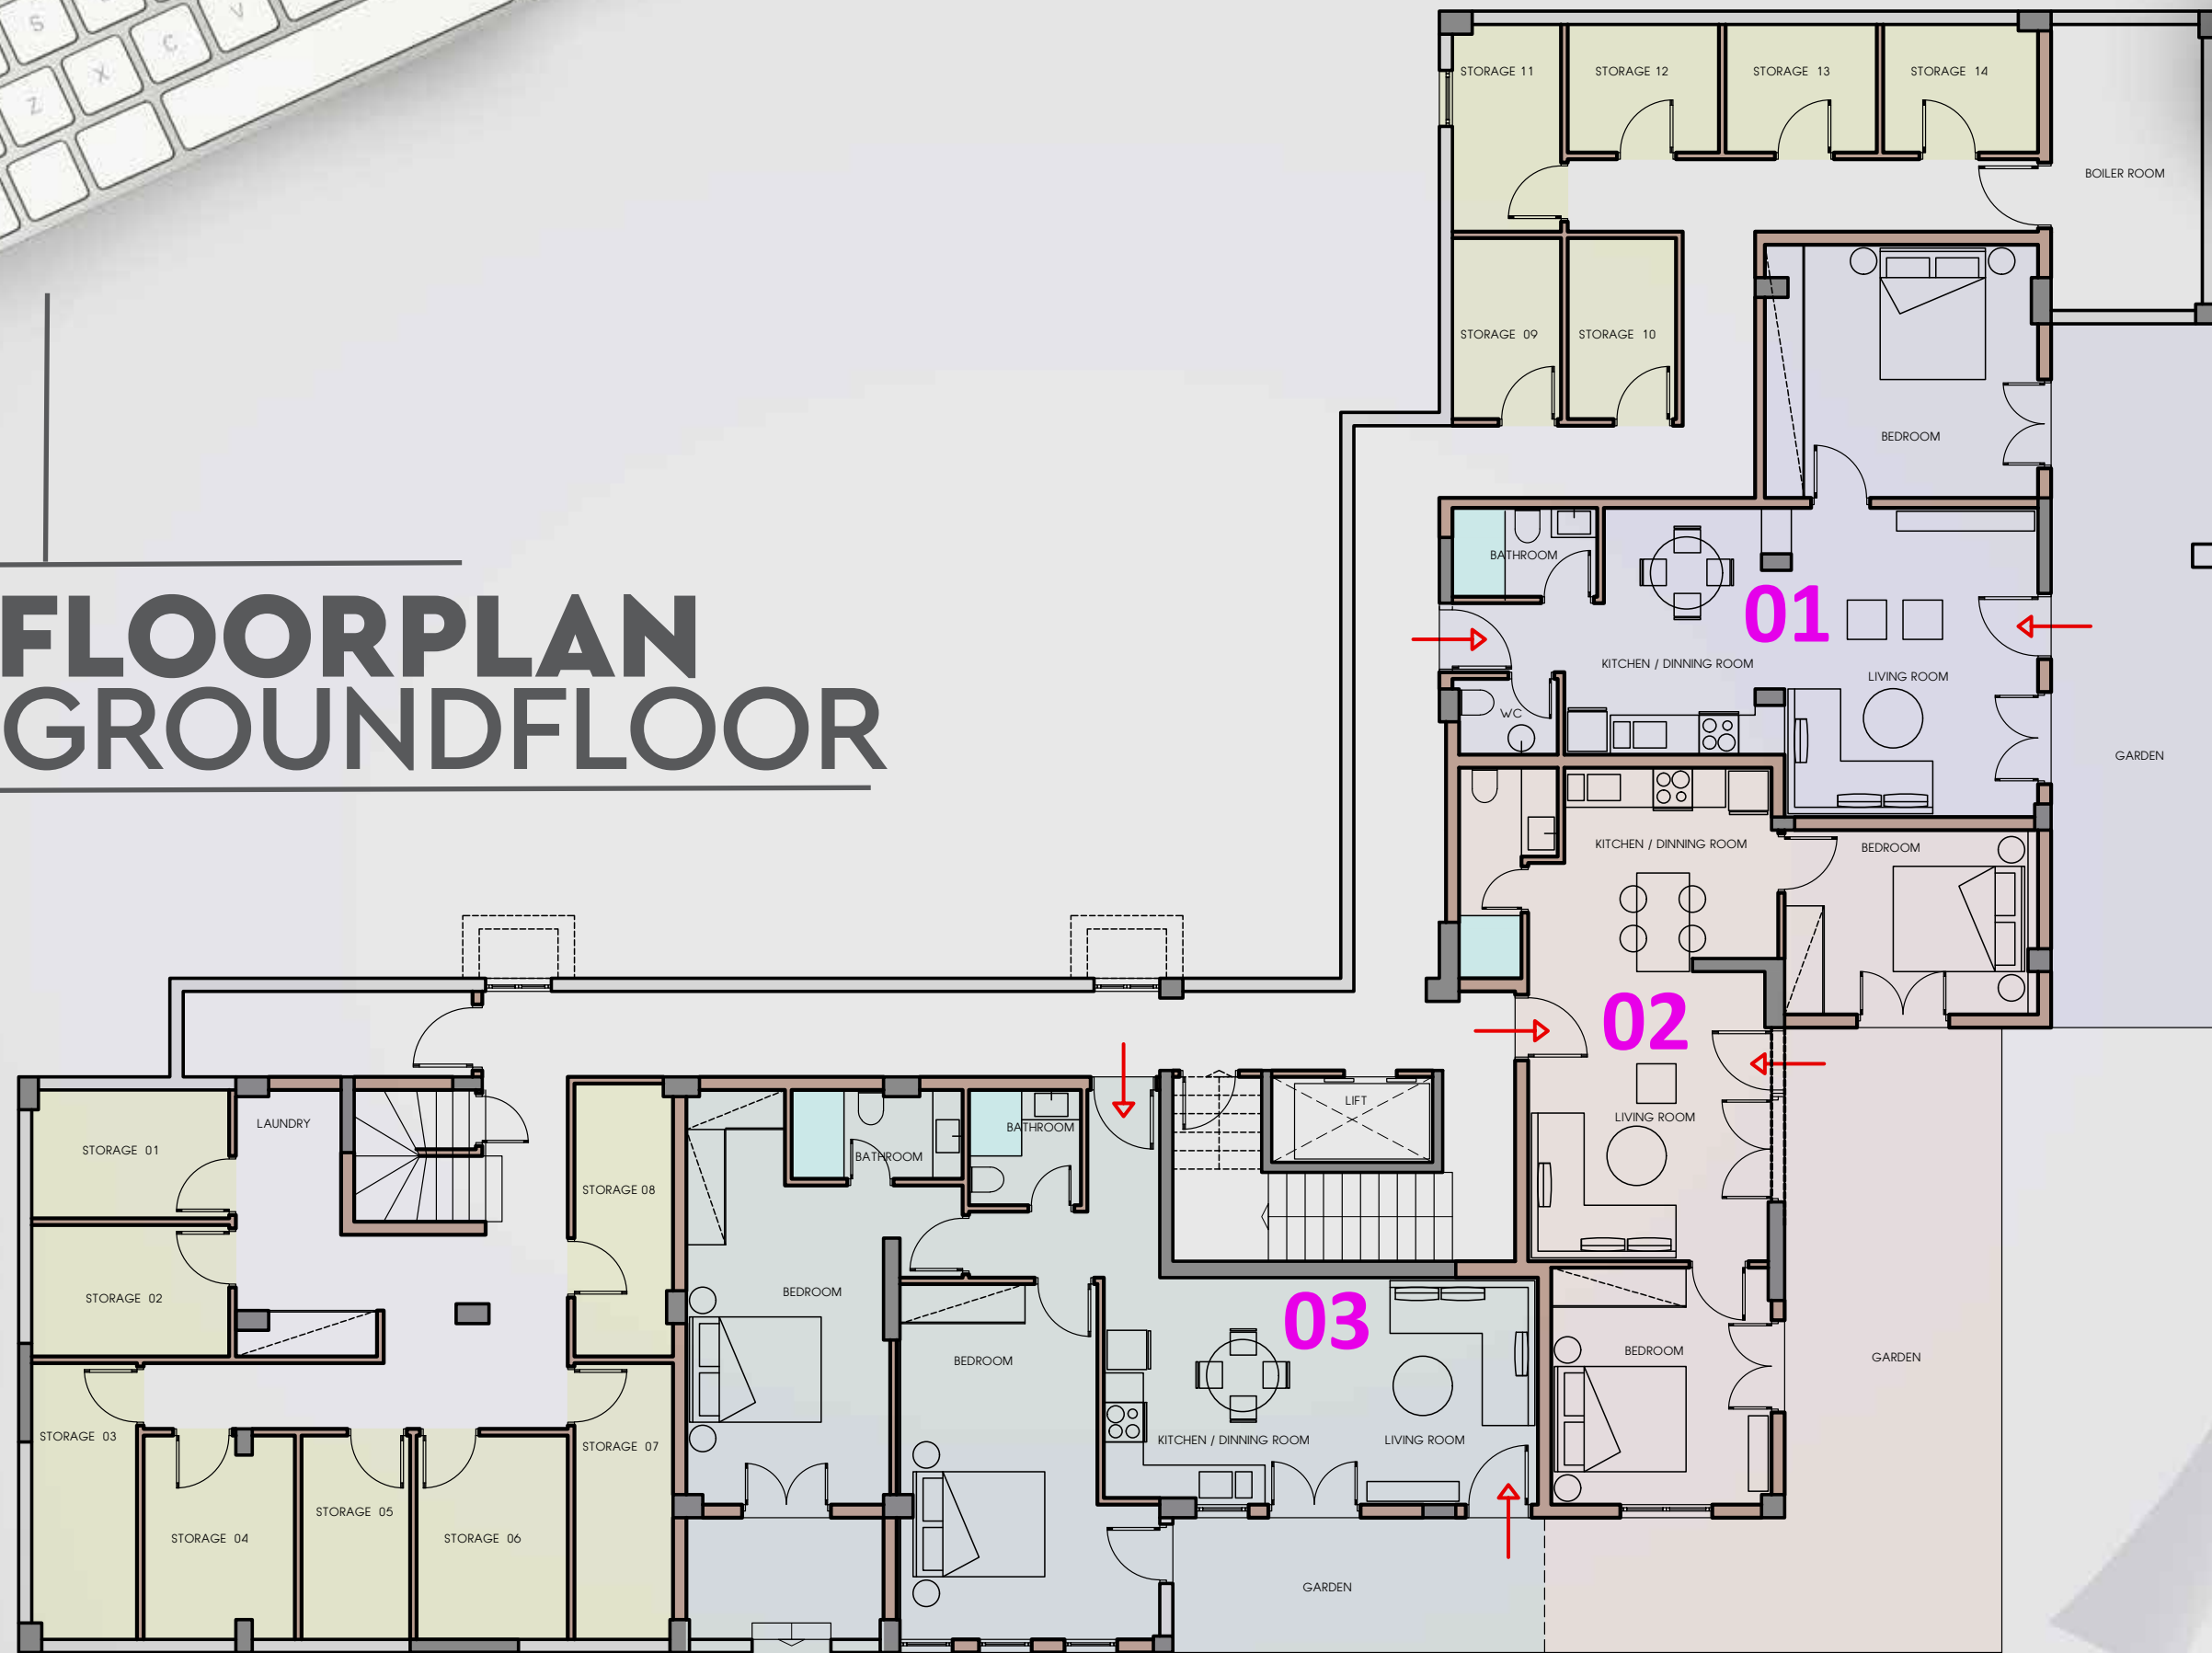 S
V
C
X
Z
STORAGE 11
STORAGE 12
STORAGE 13
STORAGE 14
BOILER ROOM
STORAGE 09
STORAGE 10
BEDROOM
BATHROOM
01
KITCHEN / DINNING ROOM
LIVING ROOM
WC
GARDEN
FLOORPLAN
GROUNDFLOOR
KITCHEN / DINNING ROOM
BEDROOM
02
LIVING ROOM
BEDROOM
GARDEN
LIFT
LAUNDRY
STORAGE 01
STORAGE 02
STORAGE 03
STORAGE 04
STORAGE 05
STORAGE 06
STORAGE 07
STORAGE 08
BATHROOM
BATHROOM
BEDROOM
BEDROOM
03
KITCHEN / DINNING ROOM
LIVING ROOM
GARDEN